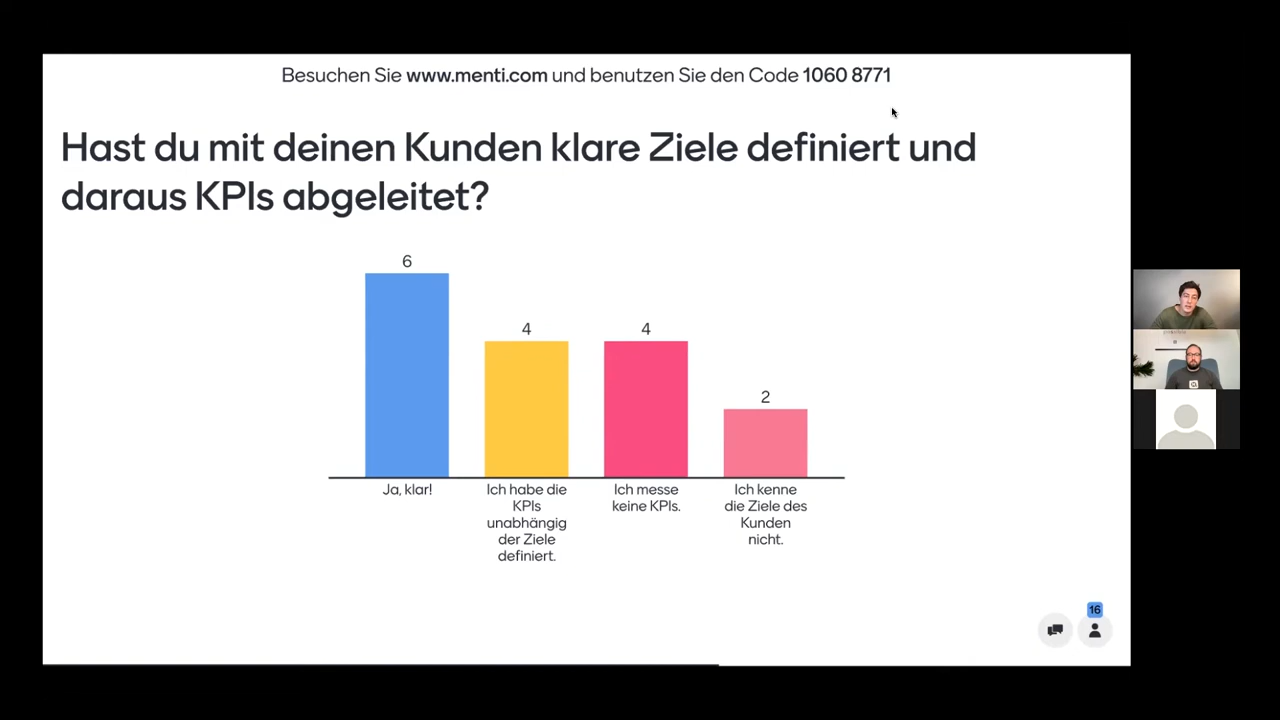 Besuchen Sie www.menti.com und benutzen Sie den Code 1060 8771
Hast du mit deinen Kunden klare Ziele definiert und
daraus KPIs abgeleitet?
6
4
4
2
Ja, klar!
Ich habe die
KPIs
unabhängig
der Ziele
definiert.
Ich messe
keine KPIs.
Ich kenne
die Ziele des
Kunden
nicht.
16